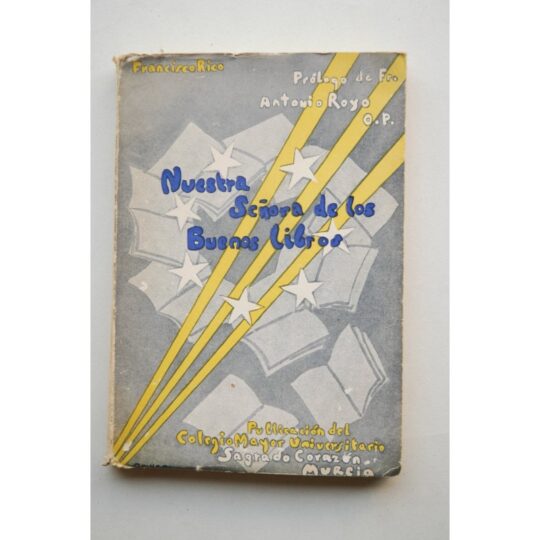 Francisco Rico
Prólogo de Fr.
Antonio Royo
O.P.
Nuestra
Señora de los
Buenos Libros
Publicación del
Colegio Mayor Universitario
Sagrado Corazón.
MURCIA